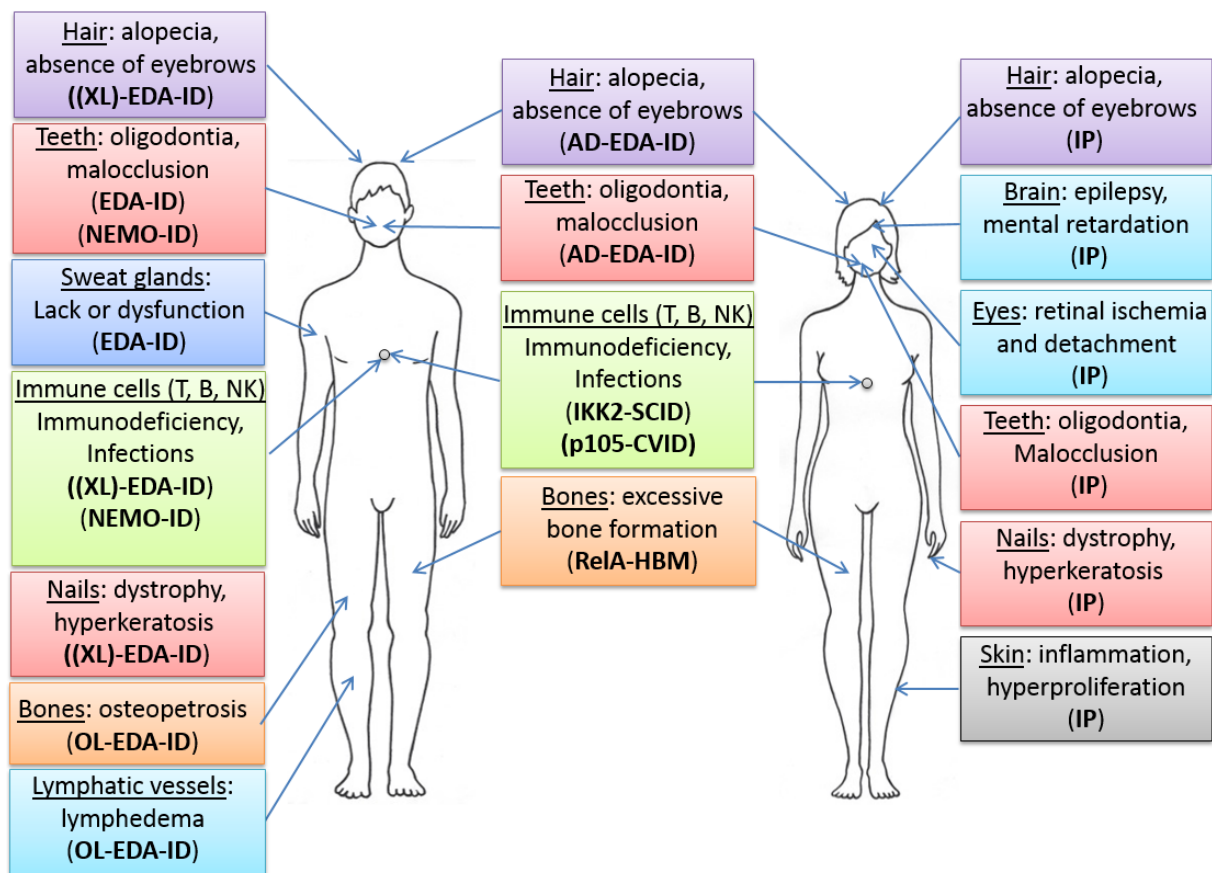 Hair: alopecia,
absence of eyebrows
((XL)-EDA-ID)
Teeth: oligodontia,
malocclusion
(EDA-ID)
(NEMO-ID)
Sweat glands:
Lack or dysfunction
(EDA-ID)
Immune cells (T, B, NK)
Immunodeficiency,
Infections
((XL)-EDA-ID)
(NEMO-ID)
Nails: dystrophy,
hyperkeratosis
((XL)-EDA-ID)
Bones: osteopetrosis
(OL-EDA-ID)
Lymphatic vessels:
lymphedema
(OL-EDA-ID)
Hair: alopecia,
absence of eyebrows
(AD-EDA-ID)
Teeth: oligodontia,
malocclusion
(AD-EDA-ID)
Immune cells (T, B, NK)
Immunodeficiency,
Infections
(IKK2-SCID)
(p105-CVID)
Bones: excessive
bone formation
(RelA-HBM)
Hair: alopecia,
absence of eyebrows
(IP)
Brain: epilepsy,
mental retardation
(IP)
Eyes: retinal ischemia
and detachment
(IP)
Teeth: oligodontia,
Malocclusion
(IP)
Nails: dystrophy,
hyperkeratosis
(IP)
Skin: inflammation,
hyperproliferation
(IP)